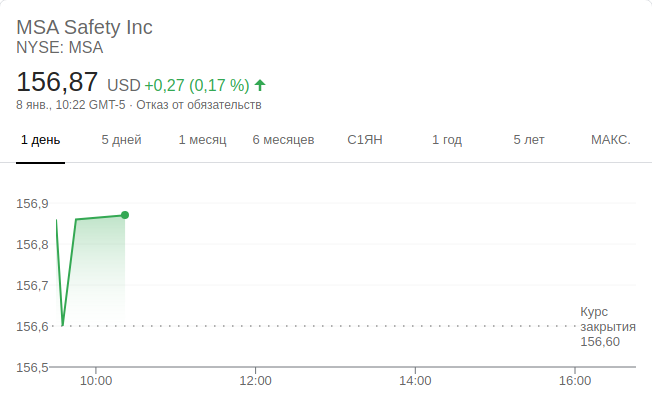 MSA Safety Inc
NYSE: MSA
156,87 USD +0,27 (0,17 %)
8 янв., 10:22 GMT-5 · Отказ от обязательств
1 день 5 дней 1 месяц 6 месяцев С1ЯН 1 год 5 лет МАКС.
156,9
156,8
156,7
156,6
156,5
Курс
закрытия
156,60
10:00 12:00 14:00 16:00